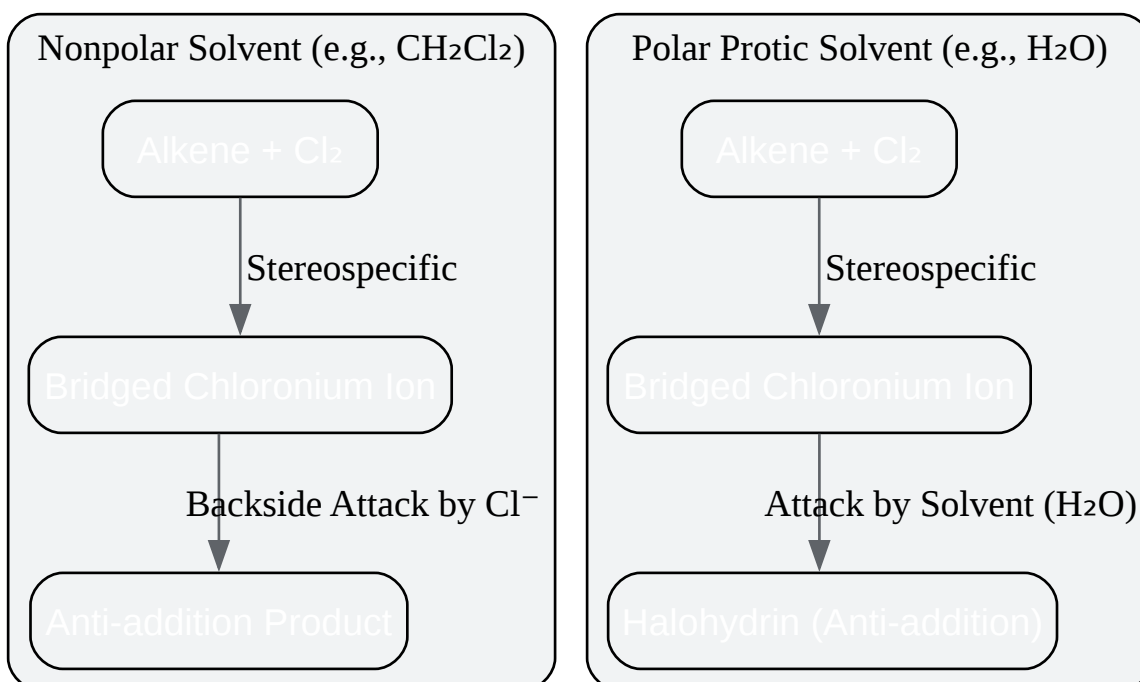 Nonpolar Solvent (e.g., CH₂Cl₂)
Alkene + Cl₂
Stereospecific
Bridged Chloronium Ion
Backside Attack by Cl⁻
Anti-addition Product
Polar Protic Solvent (e.g., H₂O)
Alkene + Cl₂
Stereospecific
Bridged Chloronium Ion
Attack by Solvent (H₂O)
Halohydrin (Anti-addition)